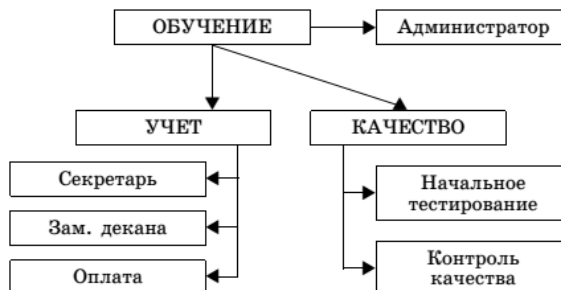 ОБУЧЕНИЕ
Администратор
УЧЕТ
КАЧЕСТВО
Секретарь
Зам. декана
Оплата
Начальное
тестирование
Контроль
качества